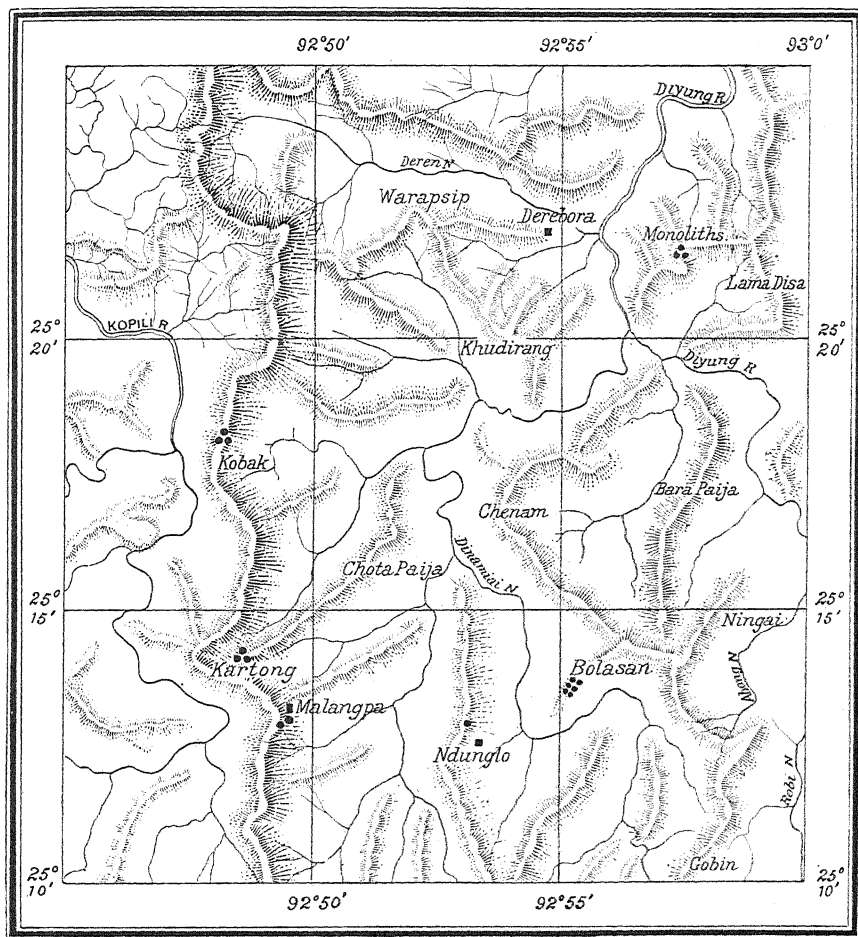 92°50′ 92°55′ 93°0′
DIYUNG R
Deren N
Warapsip
Derebora
Monoliths.
Lama Disa
KOPILI R
25° 20′
25° 20′
Khudirang
Diyung R
Kobak
Bara Paija
Chenam
Dinamiai N
Chota Paija
25° 15′
25° 15′
Ningai
Kartong
Bolasan
Malangpa
Ndunglo
Robi N
Gobin
25° 10′
25° 10′
92°50′ 92°55′